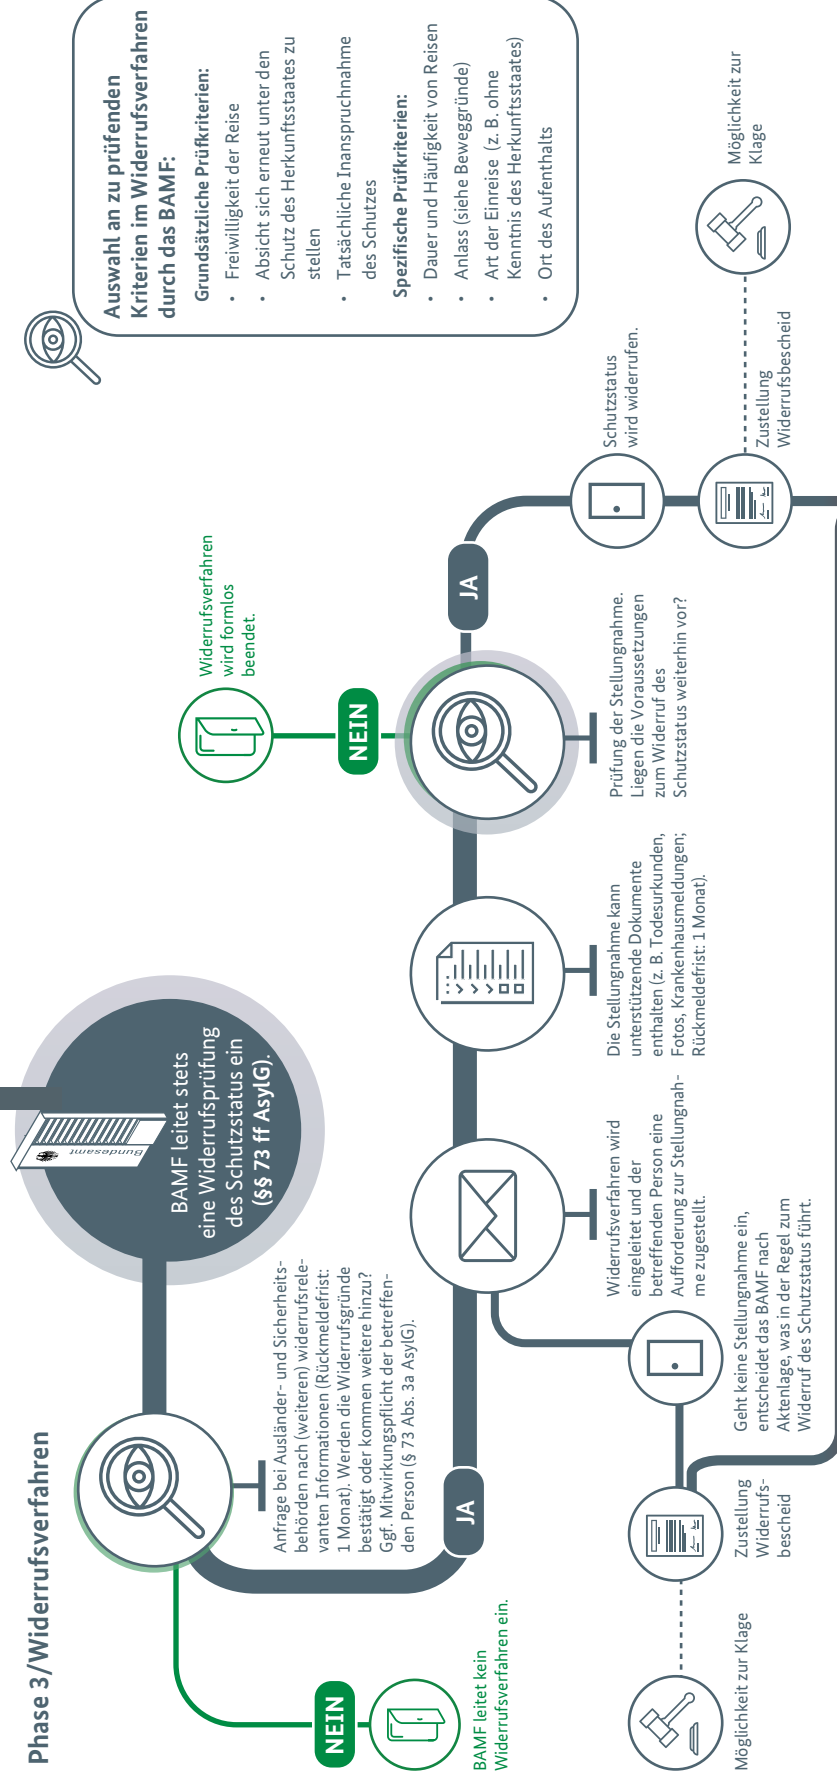 Phase 3/Widerrufsverfahren
Bundesamt
BAMF leitet stets
eine Widerrufsprüfung
des Schutzstatus ein
(§§ 73 ff AsylG).
Anfrage bei Ausländer- und Sicherheits-
behörden nach (weiteren) widerrufsrele-
vanten Informationen (Rückmeldefrist:
1 Monat). Werden die Widerrufsgründe
bestätigt oder kommen weitere hinzu?
Ggf. Mitwirkungspflicht der betreffen-
den Person (§ 73 Abs. 3a AsylG).
NEIN
BAMF leitet kein
Widerrufsverfahren ein.
JA
Widerrufsverfahren wird
eingeleitet und der
betreffenden Person eine
Aufforderung zur Stellungnah-
me zugestellt.
Geht keine Stellungnahme ein,
entscheidet das BAMF nach
Aktenlage, was in der Regel zum
Widerruf des Schutzstatus führt.
Zustellung
Widerrufs-
bescheid
Möglichkeit zur Klage
Die Stellungnahme kann
unterstützende Dokumente
enthalten (z. B. Todesurkunden,
Fotos, Krankenhausmeldungen;
Rückmeldefrist: 1 Monat).
Prüfung der Stellungnahme.
Liegen die Voraussetzungen
zum Widerruf des
Schutzstatus weiterhin vor?
NEIN
Widerrufsverfahren
wird formlos
beendet.
JA
Schutzstatus
wird widerrufen.
Zustellung
Widerrufsbescheid
Möglichkeit zur
Klage
Auswahl an zu prüfenden
Kriterien im Widerrufsverfahren
durch das BAMF:
Grundsätzliche Prüfkriterien:
• Freiwilligkeit der Reise
• Absicht sich erneut unter den
Schutz des Herkunftsstaates zu
stellen
• Tatsächliche Inanspruchnahme
des Schutzes
Spezifische Prüfkriterien:
• Dauer und Häufigkeit von Reisen
• Anlass (siehe Beweggründe)
• Art der Einreise (z. B. ohne
Kenntnis des Herkunftsstaates)
• Ort des Aufenthalts